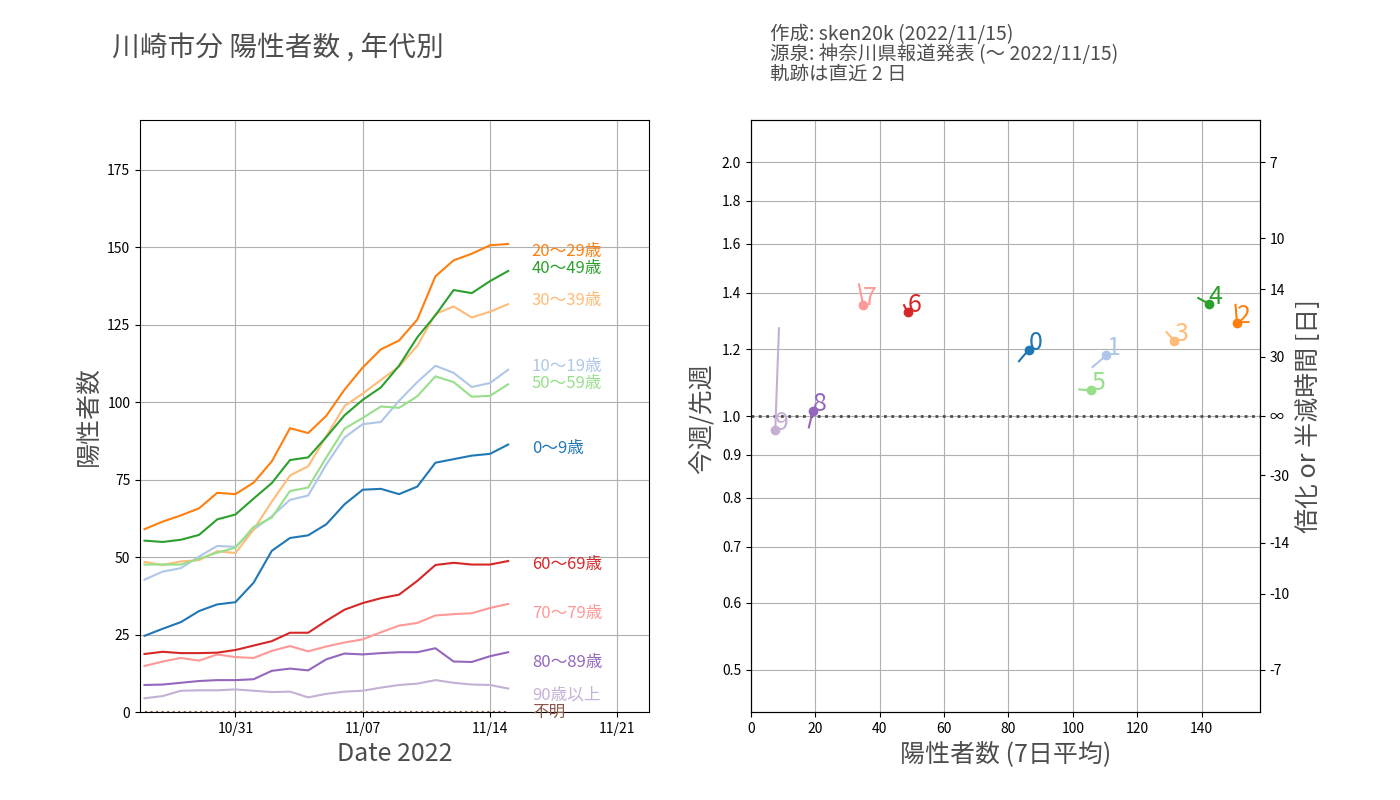 川崎市分 陽性者数 , 年代別
作成: sken20k (2022/11/15)
源泉: 神奈川県報道発表 (～ 2022/11/15)
軌跡は直近 2 日
陽性者数
175
150
125
100
75
50
25
0
20～29歳
40～49歳
30～39歳
10～19歳
50～59歳
0～9歳
60～69歳
70～79歳
80～89歳
90歳以上
不明
10/31
11/07
11/14
11/21
Date 2022
今週/先週
2.0
1.8
1.6
1.4
1.2
1.0
0.9
0.8
0.7
0.6
0.5
7
6
4
2
3
0
1
5
8
9
7
10
14
30
∞
-30
-14
-10
-7
倍化 or 半減時間 [日]
0
20
40
60
80
100
120
140
陽性者数 (7日平均)